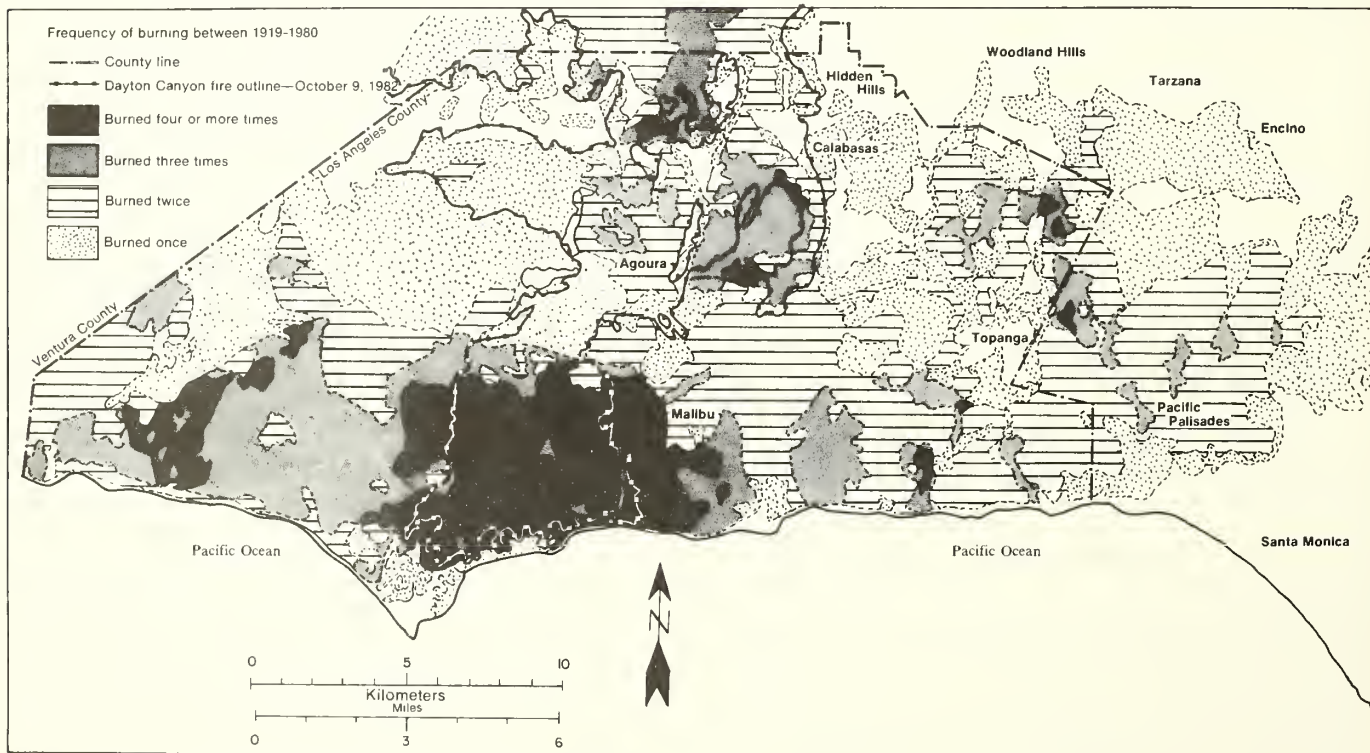 Frequency of burning between 1919-1980
County line
Dayton Canyon fire outline—October 9, 1982
Burned four or more times
Burned three times
Burned twice
Burned once
Los Angeles County
Ventura County
Woodland Hills
Hidden
Hills
Tarzana
Encino
Calabasas
Agoura
Topanga
Malibu
Pacific
Palisades
Pacific Ocean
Pacific Ocean
Santa Monica
N
0 5 10
Kilometers
Miles
0 3 6